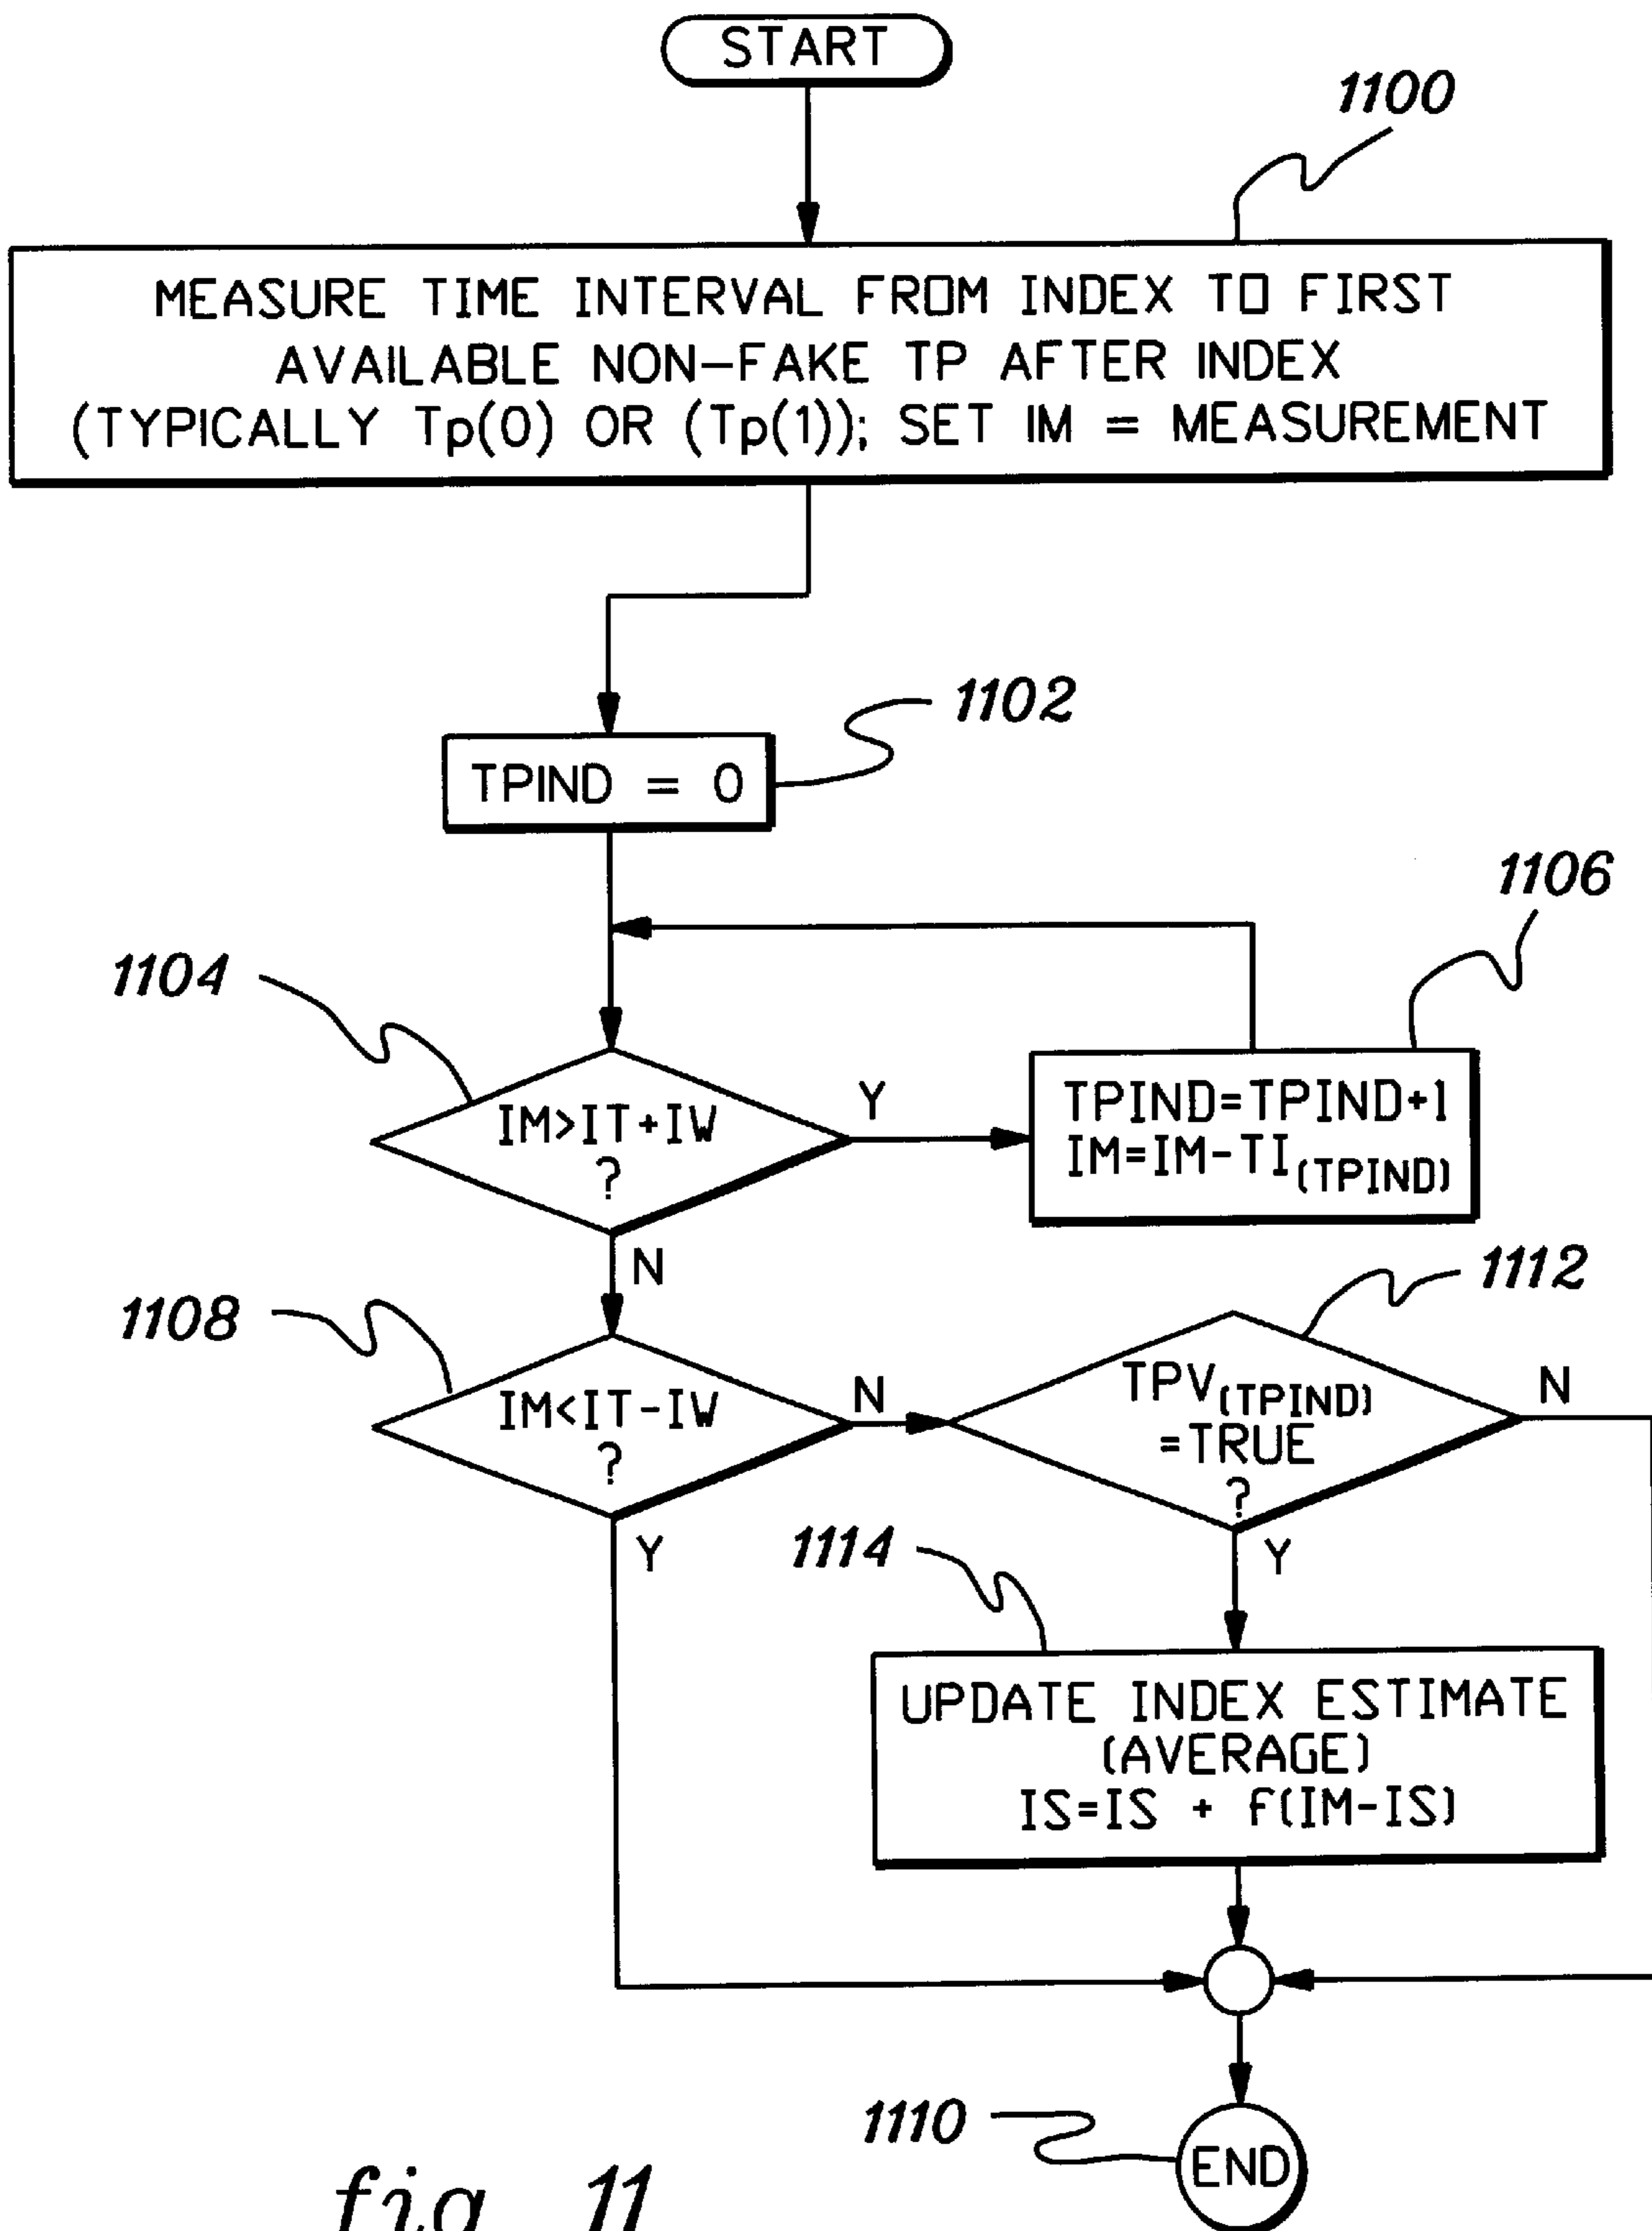 START
1100
MEASURE TIME INTERVAL FROM INDEX TO FIRST
AVAILABLE NON-FAKE TP AFTER INDEX
(TYPICALLY Tp(0) OR (Tp(1)); SET IM = MEASUREMENT
1102
TPIND = 0
1106
1104
IM>IT+IW
?
Y
TPIND=TPIND+1
IM=IM-TI(TPIND)
N
1112
1108
IM<IT-IW
?
N
TPV(TPIND)
=TRUE
?
N
Y
1114
Y
UPDATE INDEX ESTIMATE
(AVERAGE)
IS=IS + f(IM-IS)
1110
END
fig. 11